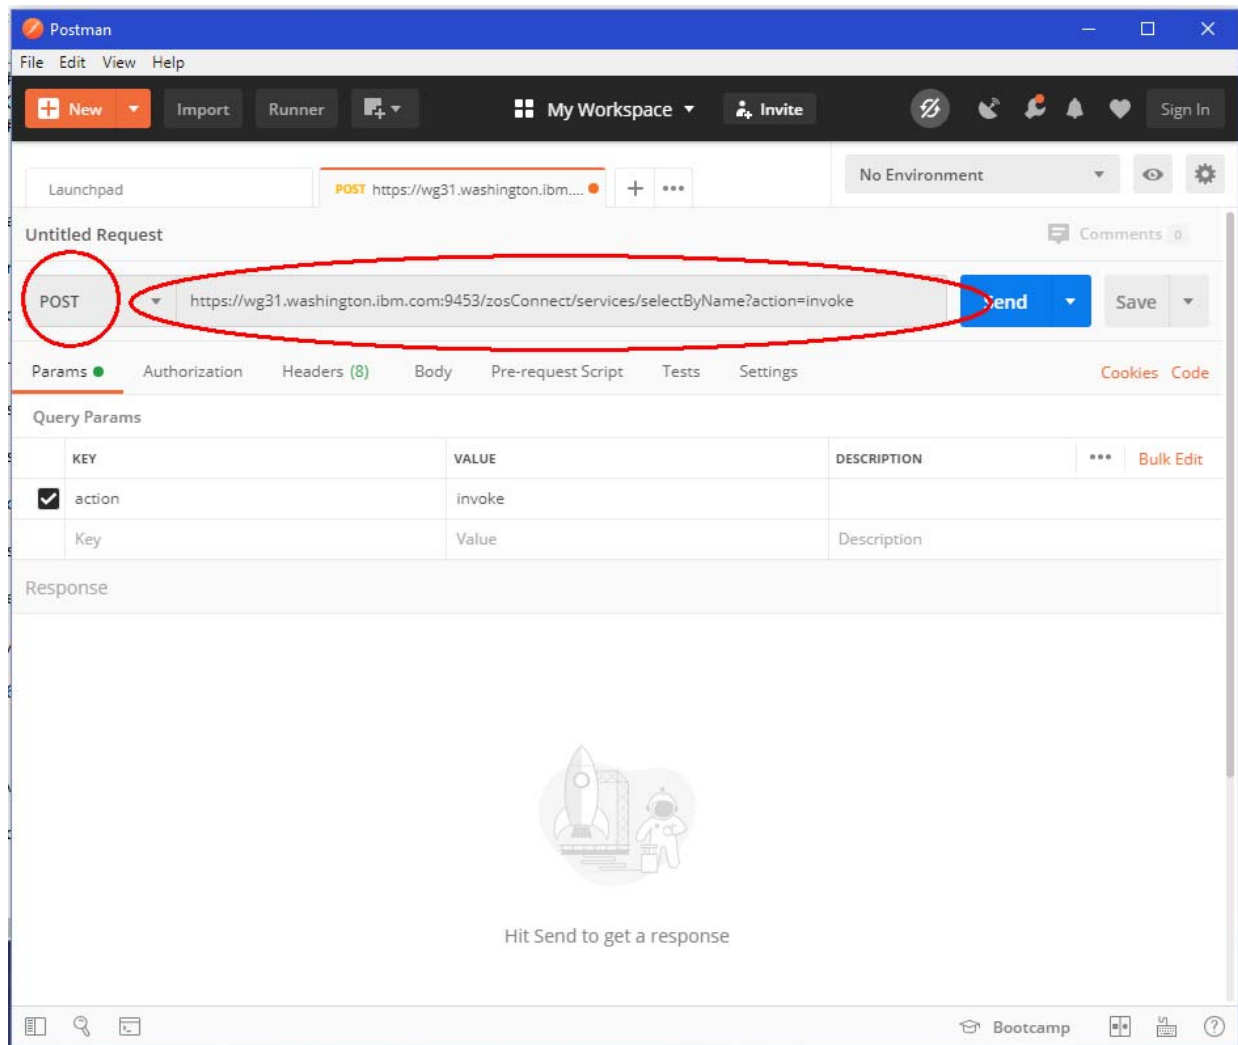 Postman
File Edit View Help
New Import Runner My Workspace Invite Sign In
Launchpad POST https://wg31.washington.ibm.... No Environment
Untitled Request Comments 0
POST https://wg31.washington.ibm.com:9453/zosConnect/services/selectByName?action=invoke Send Save
Params Authorization Headers (8) Body Pre-request Script Tests Settings Cookies Code
Query Params
KEY VALUE DESCRIPTION Bulk Edit
action invoke
Key Value Description
Response
Hit Send to get a response
Bootcamp